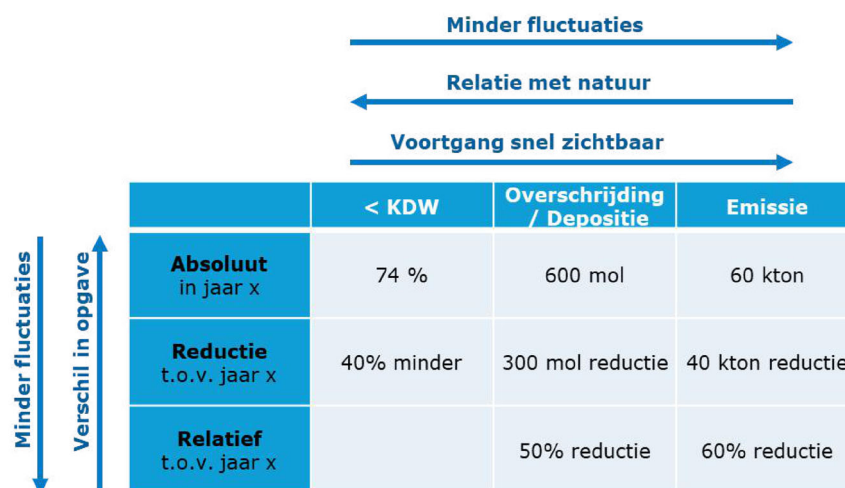 Minder fluctuaties
Relatie met natuur
Voortgang snel zichtbaar
< KDW
Overschrijding
/ Depositie
Emissie
Minder fluctuaties
Verschil in opgave
Absoluut
in jaar x
74 %
600 mol
60 kton
Reductie
t.o.v. jaar x
40% minder
300 mol reductie
40 kton reductie
Relatief
t.o.v. jaar x
50% reductie
60% reductie